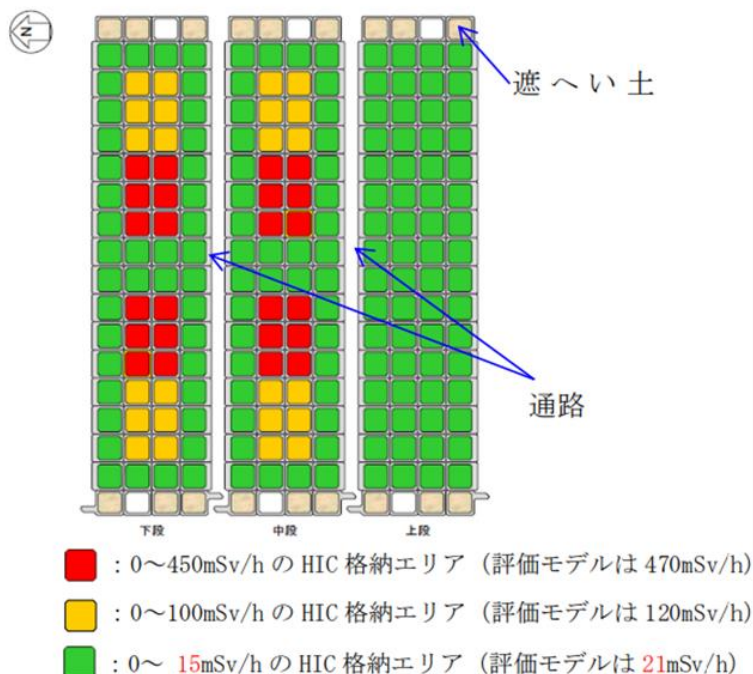 N
遮へい土
通路
下段 中段 上段
：0～450mSv/h の HIC 格納エリア（評価モデルは 470mSv/h)
：0～100mSv/h の HIC 格納エリア（評価モデルは 120mSv/h)
：0～ 15mSv/h の HIC 格納エリア（評価モデルは 21mSv/h)